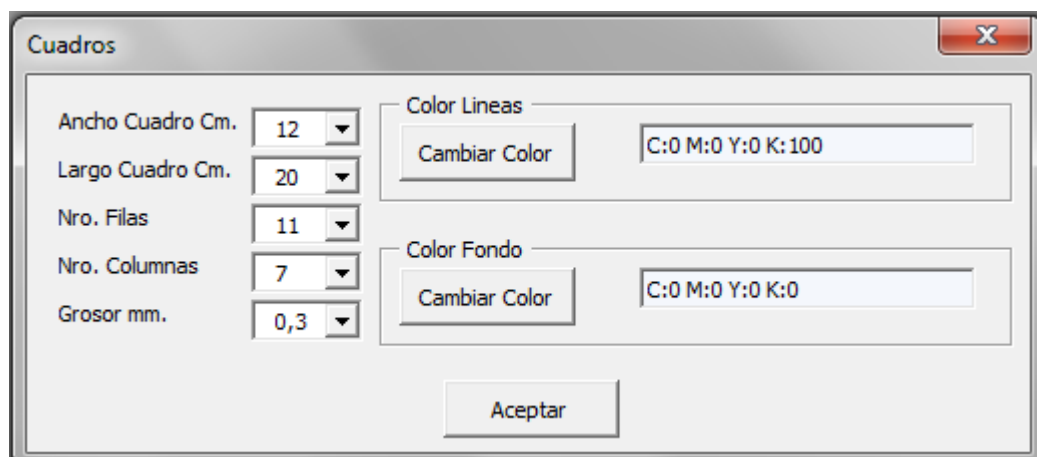 Cuadros
Ancho Cuadro Cm. 12
Largo Cuadro Cm. 20
Nro. Filas 11
Nro. Columnas 7
Grosor mm. 0,3
Color Lineas
Cambiar Color C:0 M:0 Y:0 K:100
Color Fondo
Cambiar Color C:0 M:0 Y:0 K:0
Aceptar